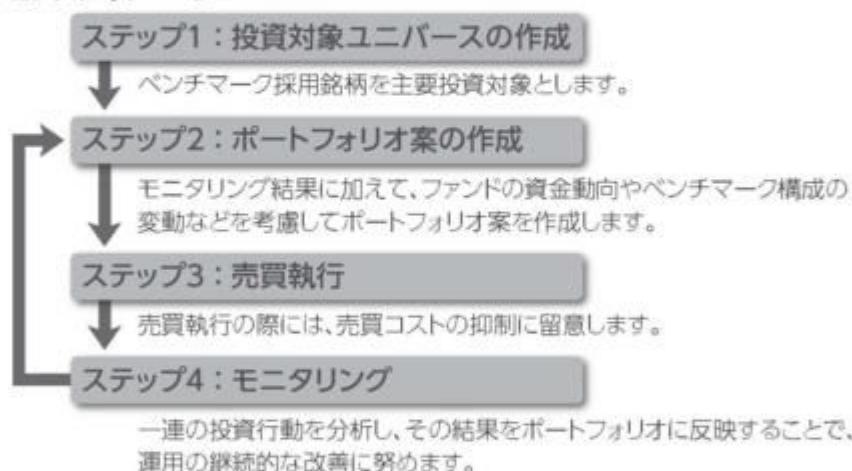 ステップ1：投資対象ユニバースの作成
ベンチマーク採用銘柄を主要投資対象とします。
ステップ2：ポートフォリオ案の作成
モニタリング結果に加えて、ファンドの資金動向やベンチマーク構成の
変動などを考慮してポートフォリオ案を作成します。
ステップ3：売買執行
売買執行の際には、売買コストの抑制に留意します。
ステップ4：モニタリング
一連の投資行動を分析し、その結果をポートフォリオに反映することで、
運用の継続的な改善に努めます。